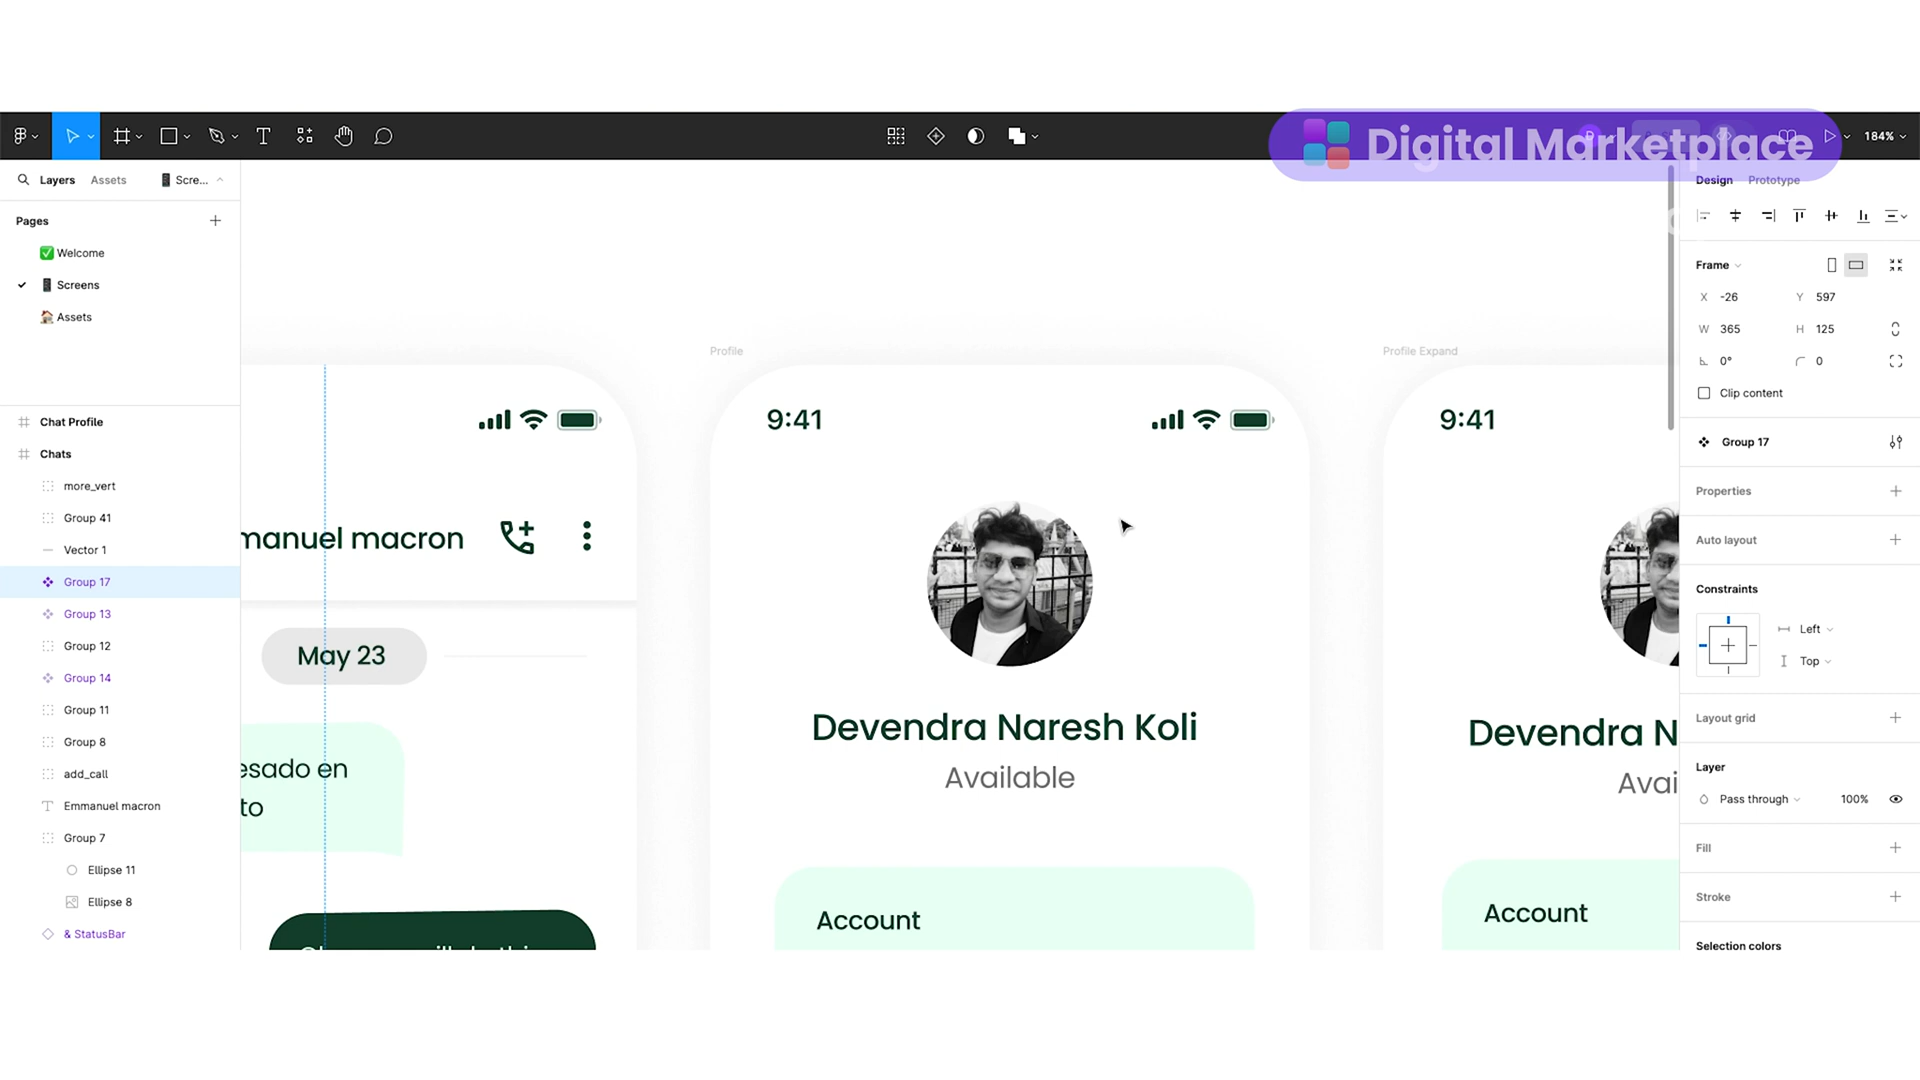 Digital Marketplace
184%
Layers
Assets
Scre...
Design
Prototype
Pages
Welcome
Screens
Assets
Chat Profile
Chats
more_vert
Group 41
Vector 1
Group 17
Group 13
Group 12
Group 14
Group 11
Group 8
add_call
Emmanuel macron
Group 7
Ellipse 11
Ellipse 8
& StatusBar
manuel macron
May 23
esado en
to
Profile
9:41
Devendra Naresh Koli
Available
Account
Profile Expand
9:41
Devendra N
Avai
Account
Frame
X -26 Y 597
W 365 H 125
0° 0
Clip content
Group 17
Properties
Auto layout
Constraints
Left
Top
Layout grid
Layer
Pass through 100%
Fill
Stroke
Selection colors